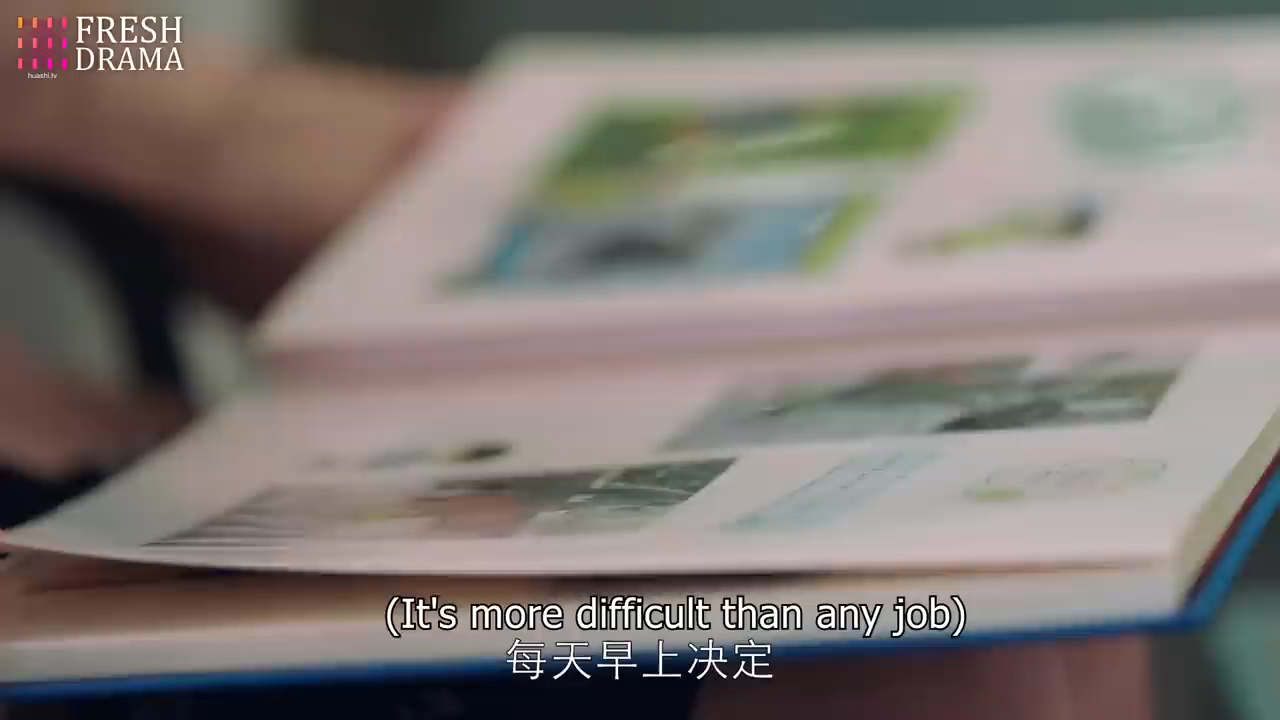 FRESH
DRAMA
huashi.tv
(It's more difficult than any job)
每天早上决定